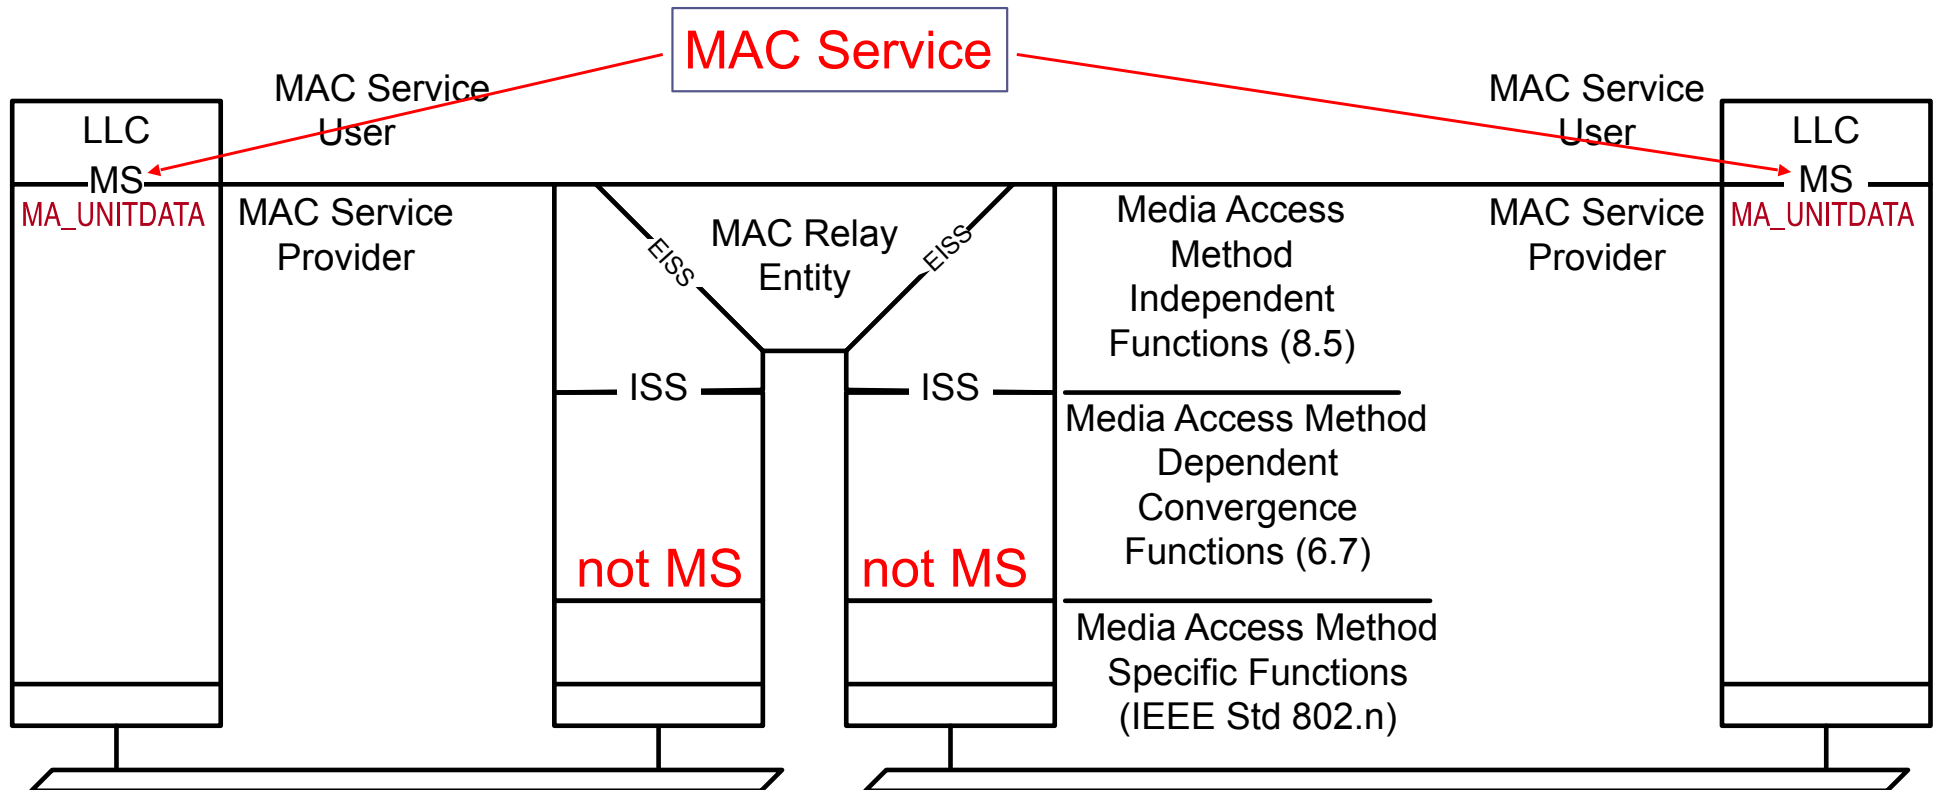 MAC Service
MAC Service
User
MAC Service
User
LLC
LLC
MS
MS
MA_UNITDATA
MAC Service
Provider
EISS
MAC Relay
Entity
EISS
Media Access
Method
Independent
Functions (8.5)
MAC Service
Provider
MA_UNITDATA
ISS
ISS
Media Access Method
Dependent
Convergence
Functions (6.7)
not MS
not MS
Media Access Method
Specific Functions
(IEEE Std 802.n)